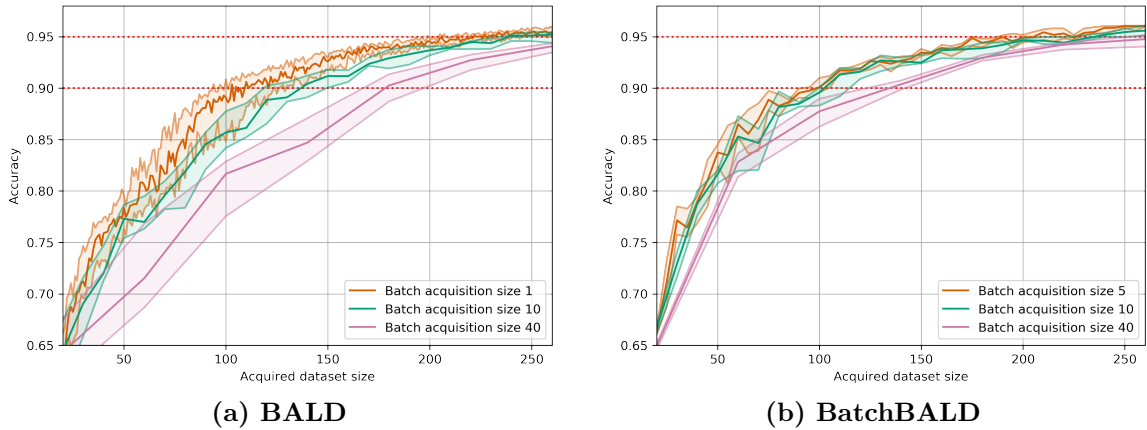 0.95
0.90
0.85
0.80
0.75
0.70
0.65
Accuracy
50
100
150
200
250
Acquired dataset size
Batch acquisition size 1
Batch acquisition size 10
Batch acquisition size 40
(a) BALD
0.95
0.90
0.85
0.80
0.75
0.70
0.65
Accuracy
50
100
150
200
250
Acquired dataset size
Batch acquisition size 5
Batch acquisition size 10
Batch acquisition size 40
(b) BatchBALD